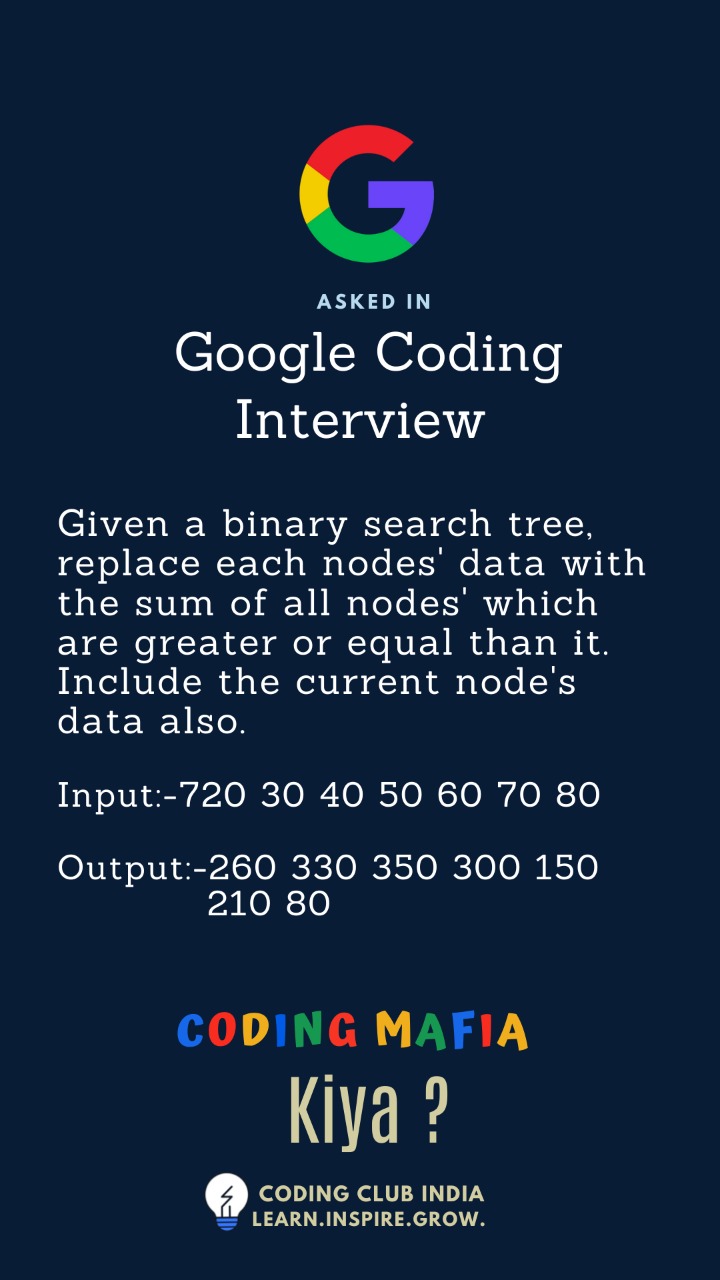 ASKED IN
Google Coding
Interview
Given a binary search tree,
replace each nodes' data with
the sum of all nodes' which
are greater or equal than it.
Include the current node's
data also.
Input:-720 30 40 50 60 70 80
Output:-260 330 350 300 150
210 80
CODING MAFIA
Kiya ?
CODING CLUB INDIA
LEARN.INSPIRE.GROW.